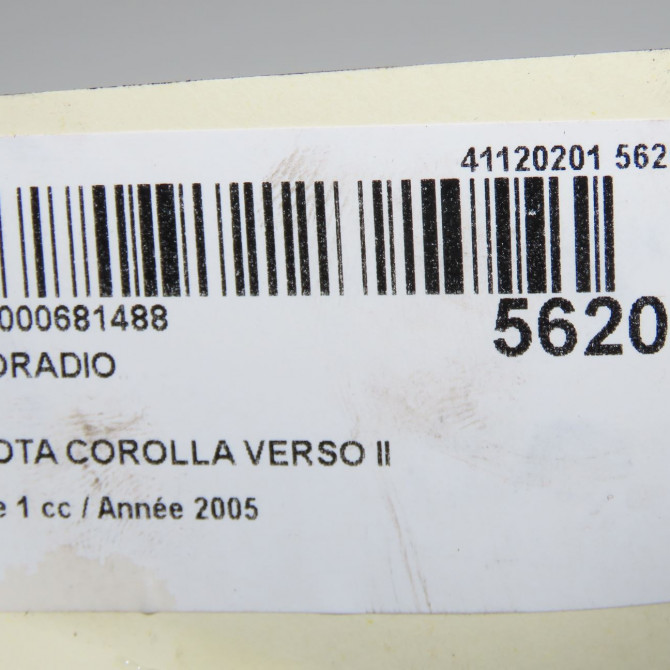 41120201 562
000681488
5620
ORADIO
OTA COROLLA VERSO II
e 1 cc / Année 2005